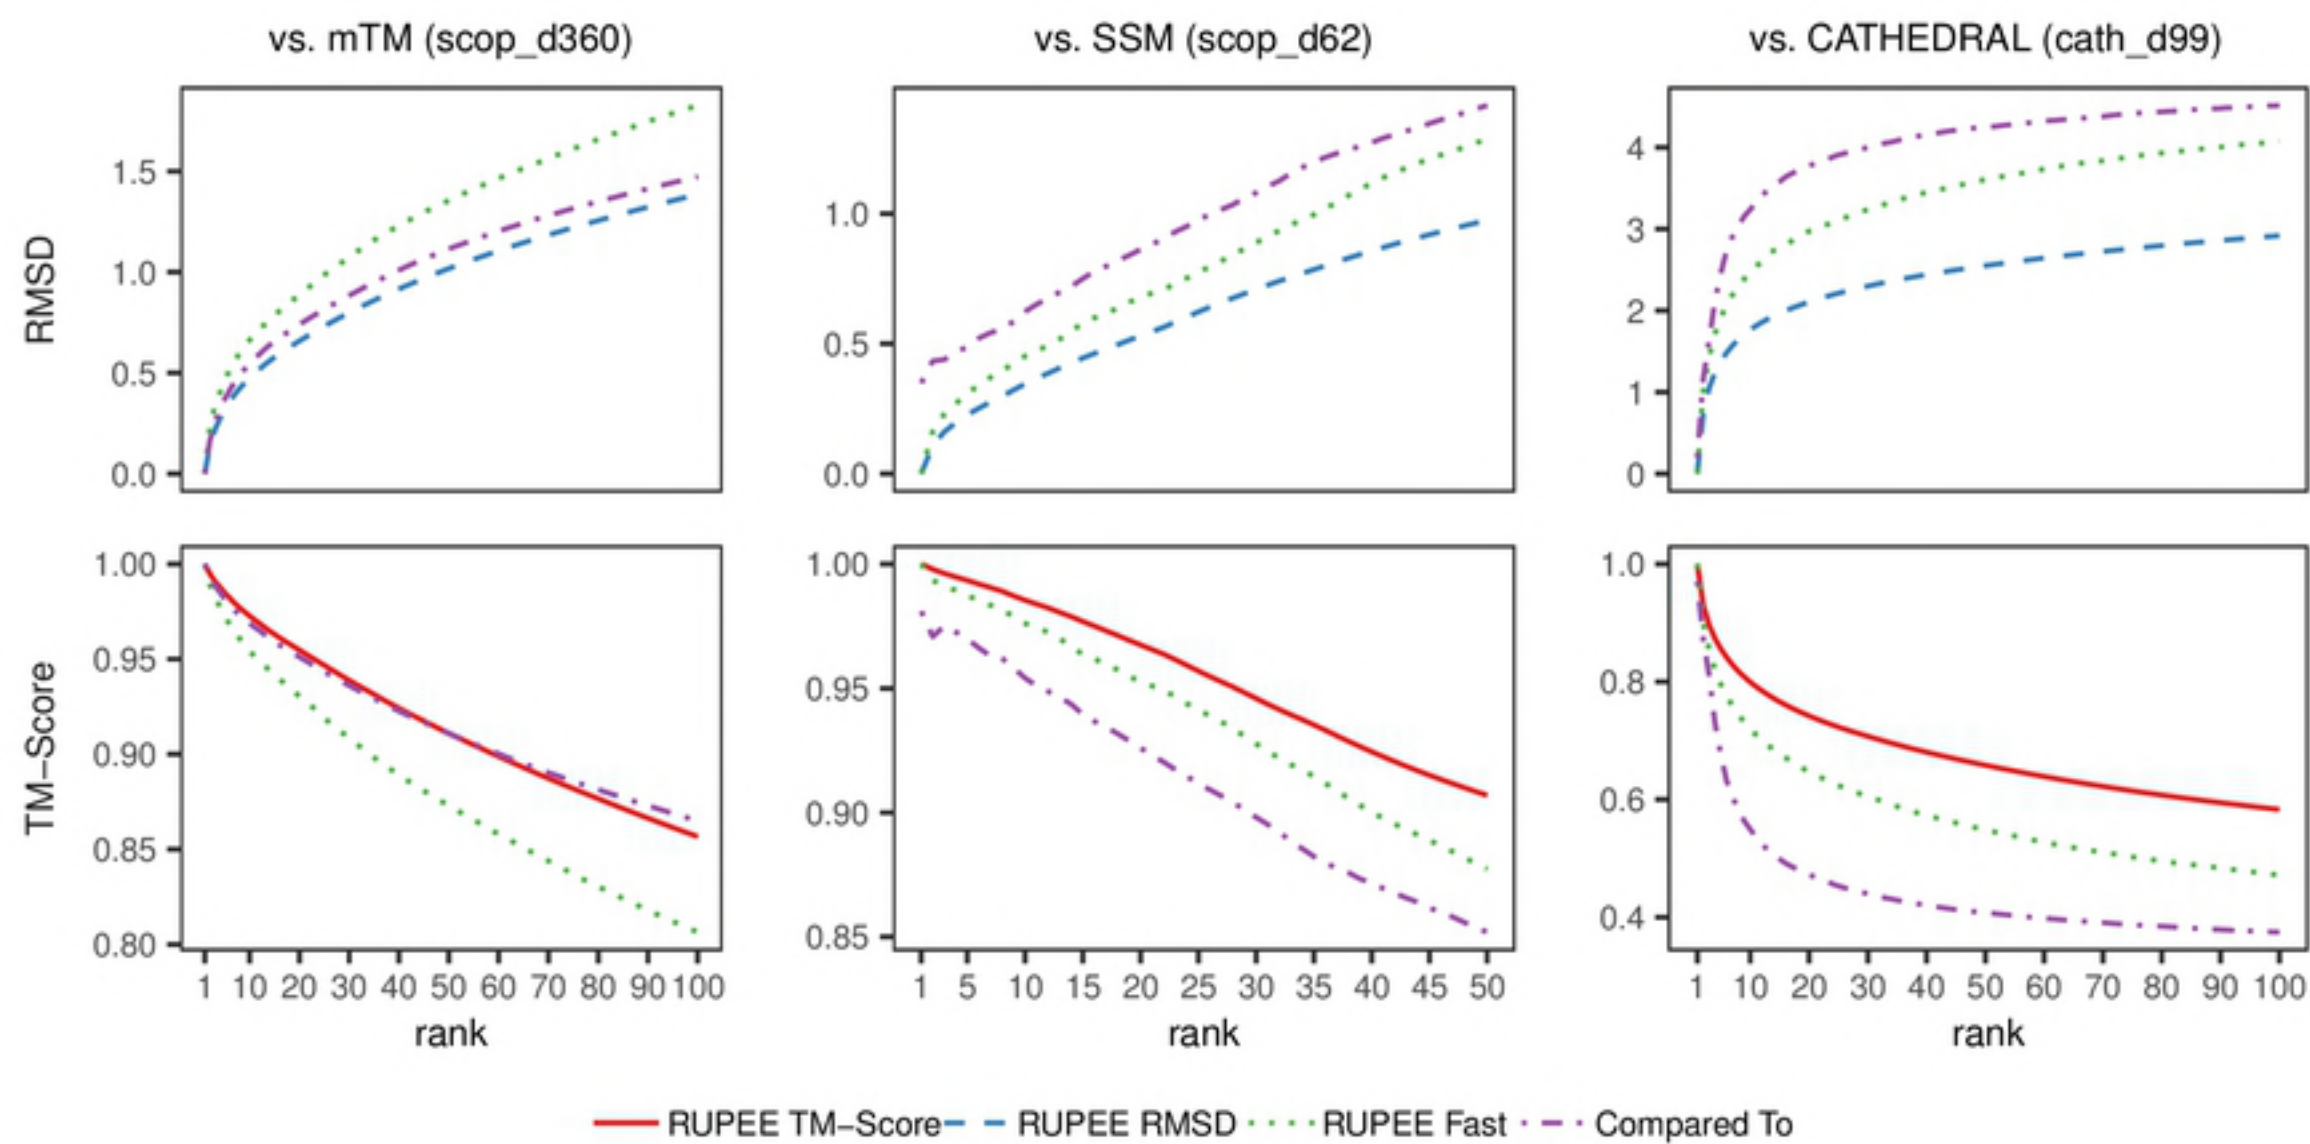 vs. mTM (scop_d360)
vs. SSM (scop_d62)
vs. CATHEDRAL (cath_d99)
RMSD
1.5
1.0
0.5
0.0
1.0
0.5
0.0
4
3
2
1
0
TM−Score
1.00
0.95
0.90
0.85
0.80
1.00
0.95
0.90
0.85
1.0
0.8
0.6
0.4
1 10 20 30 40 50 60 70 80 90 100
1 5 10 15 20 25 30 35 40 45 50
1 10 20 30 40 50 60 70 80 90 100
rank
rank
rank
RUPEE TM−Score RUPEE RMSD RUPEE Fast Compared To